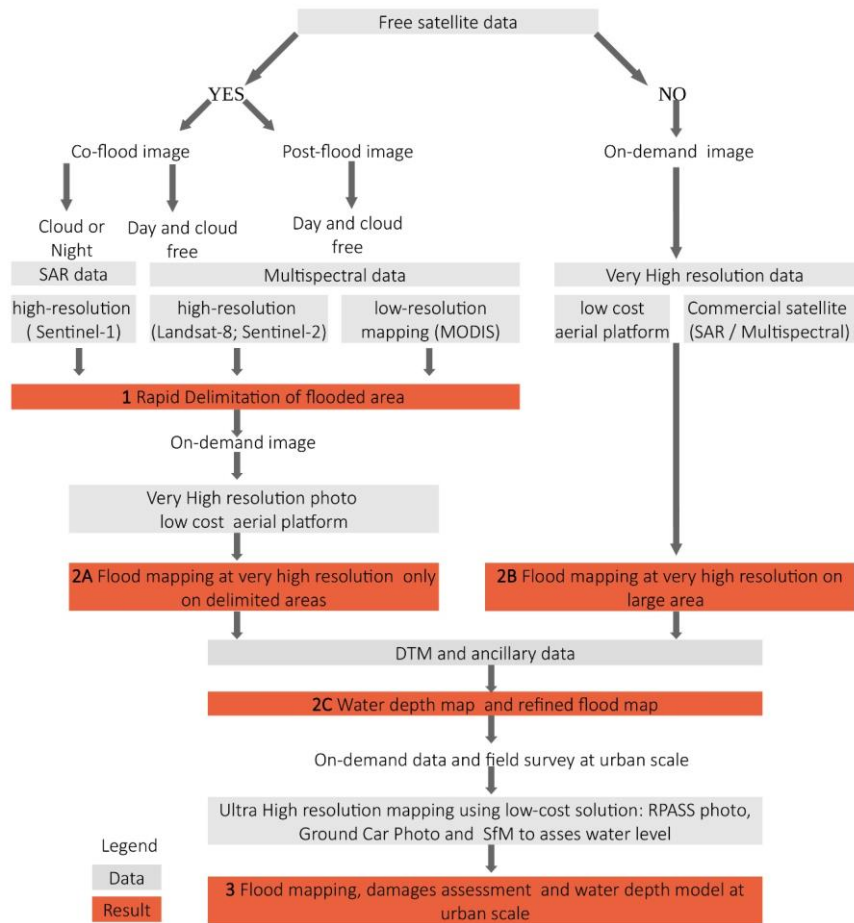 Free satellite data
YES
NO
Co-flood image
Post-flood image
On-demand image
Cloud or
Night
Day and cloud
free
Day and cloud
free
SAR data
Multispectral data
Very High resolution data
high-resolution
( Sentinel-1)
high-resolution
(Landsat-8; Sentinel-2)
low-resolution
mapping (MODIS)
low cost
aerial platform
Commercial satellite
(SAR / Multispectral)
1 Rapid Delimitation of flooded area
On-demand image
Very High resolution photo
low cost aerial platform
2A Flood mapping at very high resolution only
on delimited areas
2B Flood mapping at very high resolution on
large area
DTM and ancillary data
2C Water depth map and refined flood map
On-demand data and field survey at urban scale
Ultra High resolution mapping using low-cost solution: RPASS photo,
Ground Car Photo and SfM to asses water level
3 Flood mapping, damages assessment and water depth model at
urban scale
Legend
Data
Result